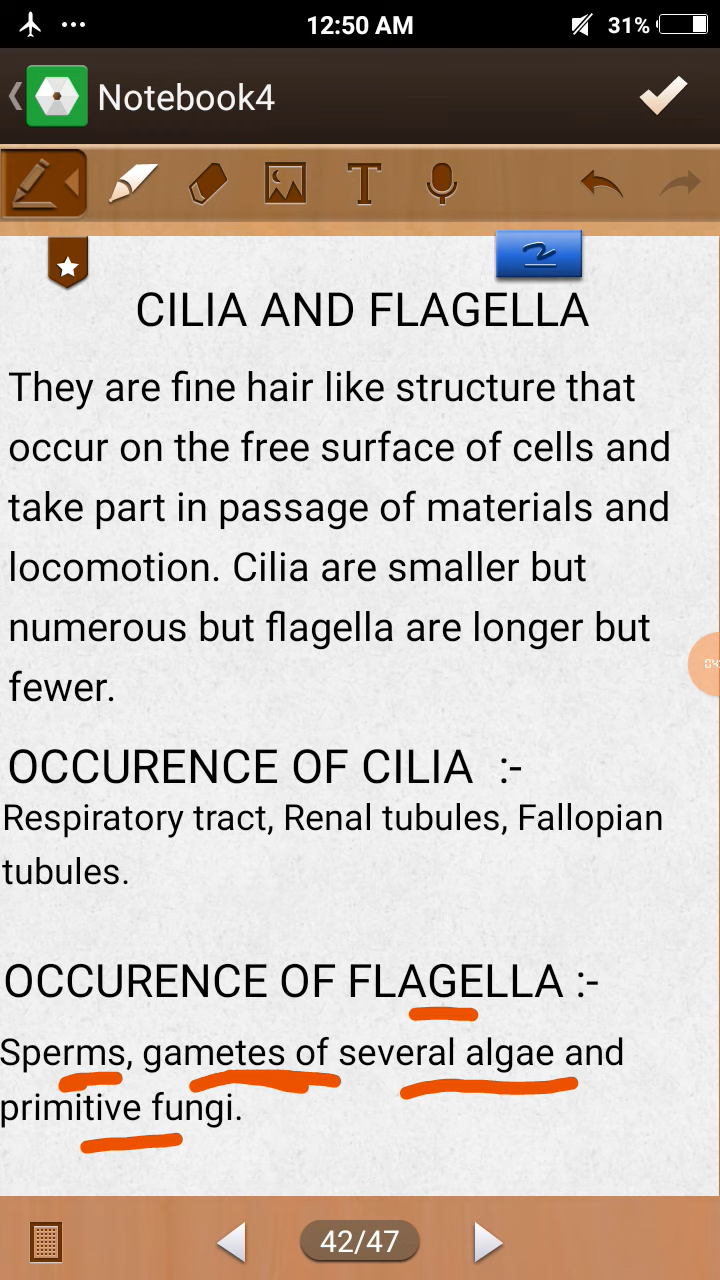 12:50 AM
31%
Notebook4
T
CILIA AND FLAGELLA
They are fine hair like structure that
occur on the free surface of cells and
take part in passage of materials and
locomotion. Cilia are smaller but
numerous but flagella are longer but
fewer.
OCCURENCE OF CILIA :-
Respiratory tract, Renal tubules, Fallopian
tubules.
OCCURENCE OF FLAGELLA :-
Sperms, gametes of several algae and
primitive fungi.
42/47